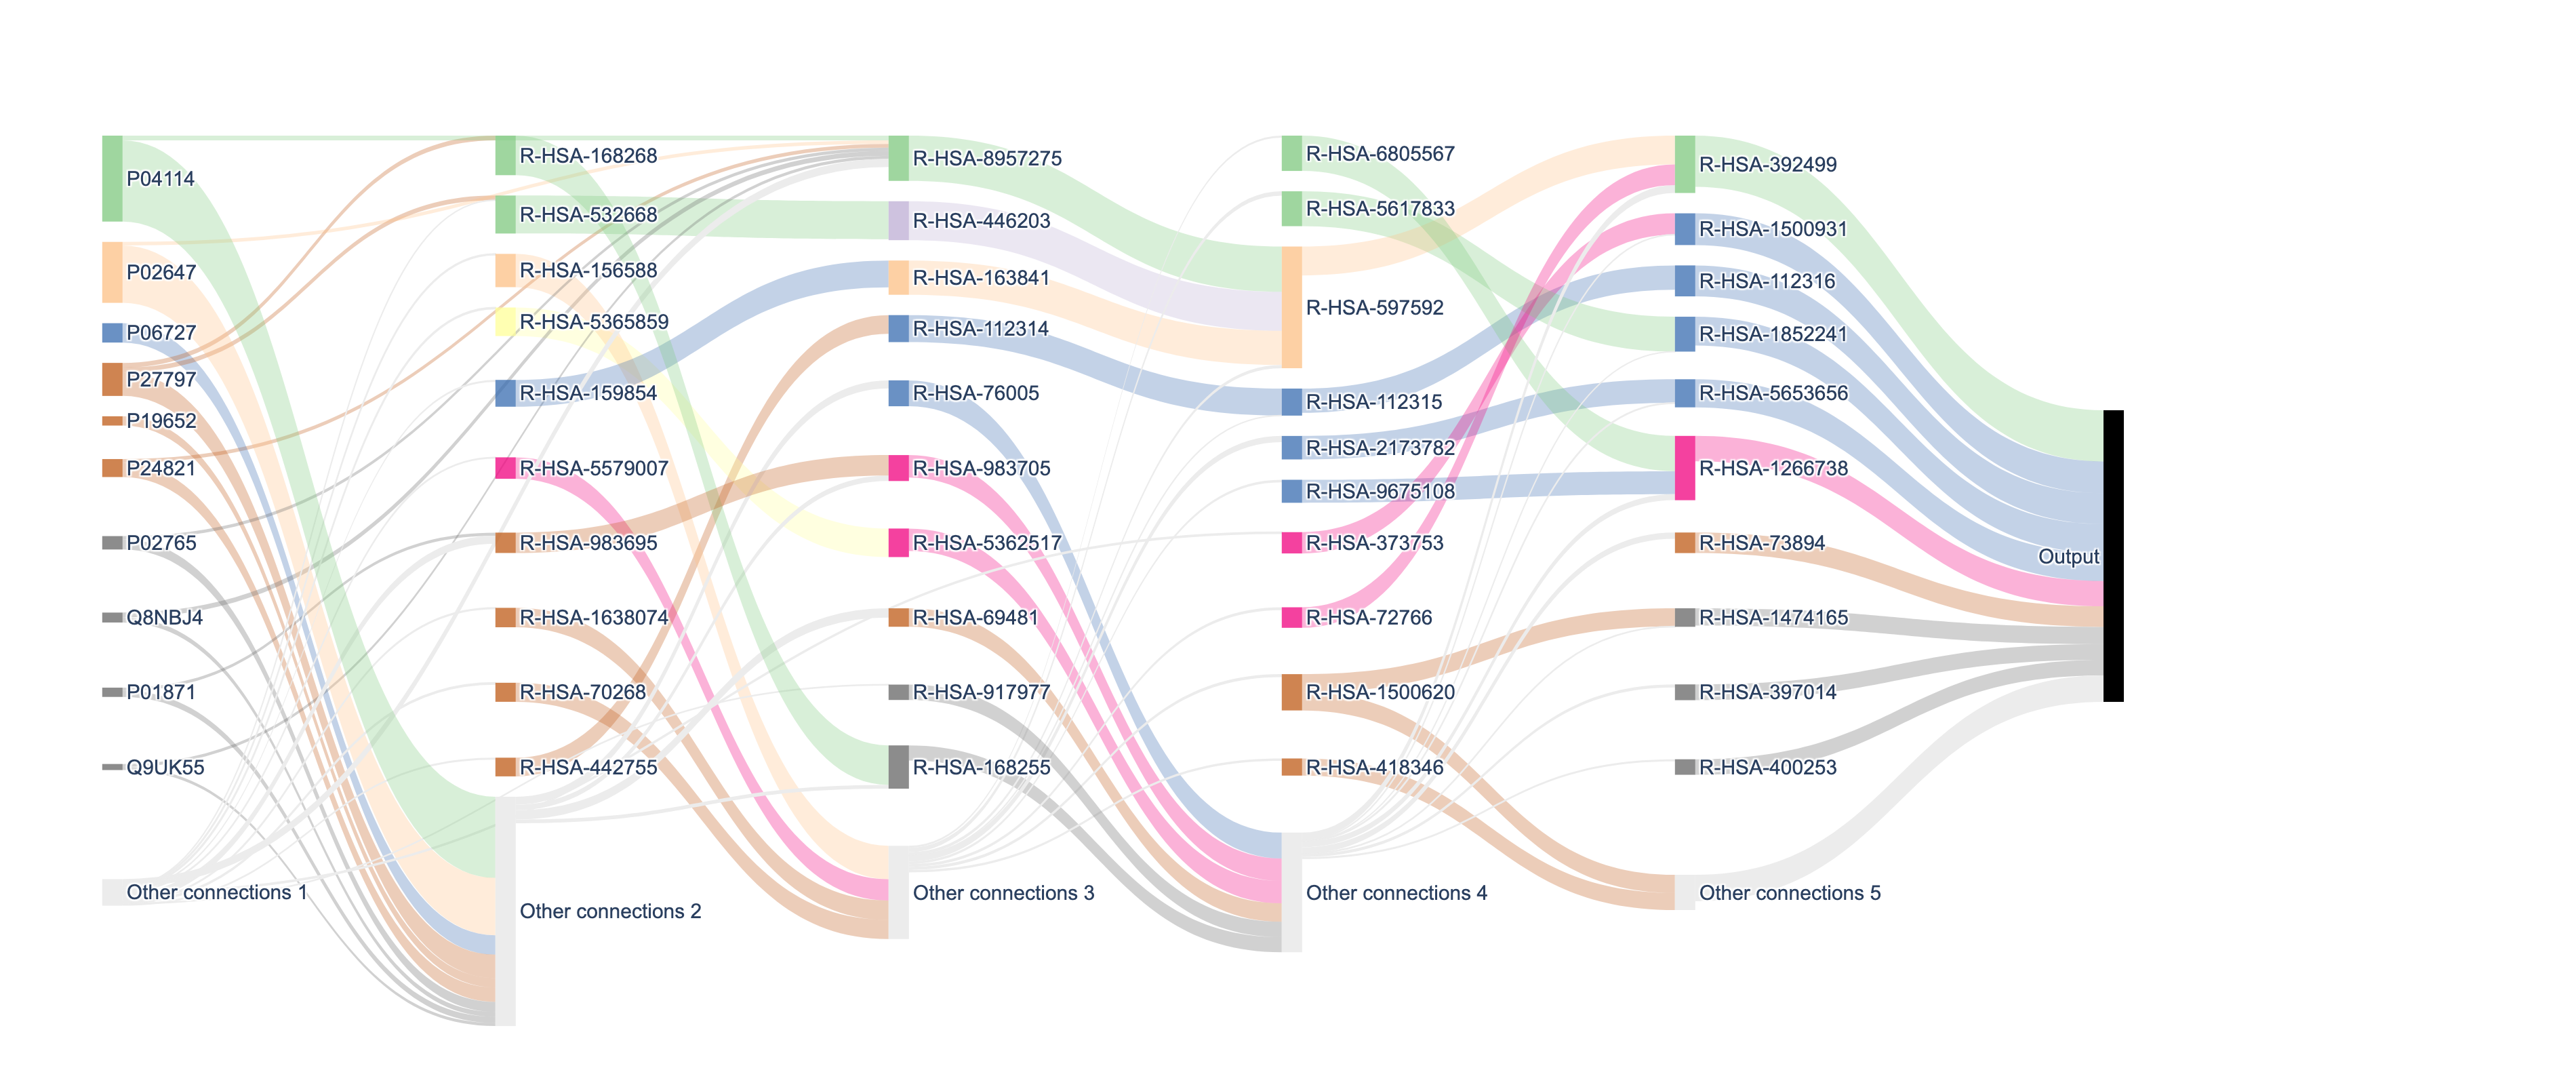 P04114
P02647
P06727
P27797
P19652
P24821
P02765
Q8NBJ4
P01871
Q9UK55
Other connections 1
R-HSA-168268
R-HSA-532668
R-HSA-156588
R-HSA-5365859
R-HSA-159854
R-HSA-5579007
R-HSA-983695
R-HSA-1638074
R-HSA-70268
R-HSA-442755
Other connections 2
R-HSA-8957275
R-HSA-446203
R-HSA-163841
R-HSA-112314
R-HSA-76005
R-HSA-983705
R-HSA-5362517
R-HSA-69481
R-HSA-917977
R-HSA-168255
Other connections 3
R-HSA-6805567
R-HSA-5617833
R-HSA-597592
R-HSA-112315
R-HSA-2173782
R-HSA-9675108
R-HSA-373753
R-HSA-72766
R-HSA-1500620
R-HSA-418346
Other connections 4
R-HSA-392499
R-HSA-1500931
R-HSA-112316
R-HSA-1852241
R-HSA-5653656
R-HSA-1266738
R-HSA-73894
R-HSA-1474165
R-HSA-397014
R-HSA-400253
Other connections 5
Output